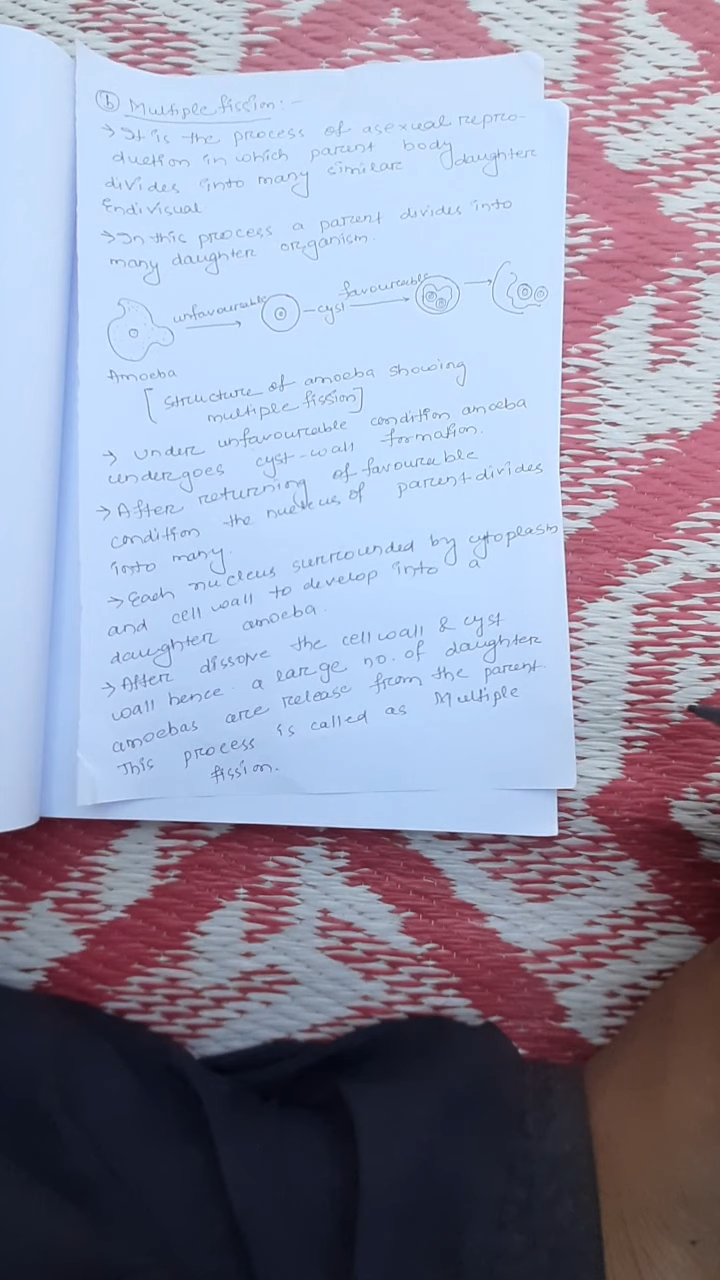 (b) Multiple fission:-
→ It is the process of asexual repro-
duction in which parent body
divides into many similar daughter
Endivisual
→ In this process a parent divides into
many daughter organism.
unfavourable cyst favourable
Amoeba
[structure of amoeba showing
multiple fission]
→ under unfavourable condition amoeba
undergoes cyst-wall formation.
→ After returning of favourable
condition the nucleus of parent divides
into many.
→ Each nucleus surrounded by cytoplasm
and cell wall to develop into a
daughter amoeba.
→ After dissolve the cell wall & cyst
wall hence a large no. of daughter
amoebas are release from the parent
This process is called as Multiple
fission.